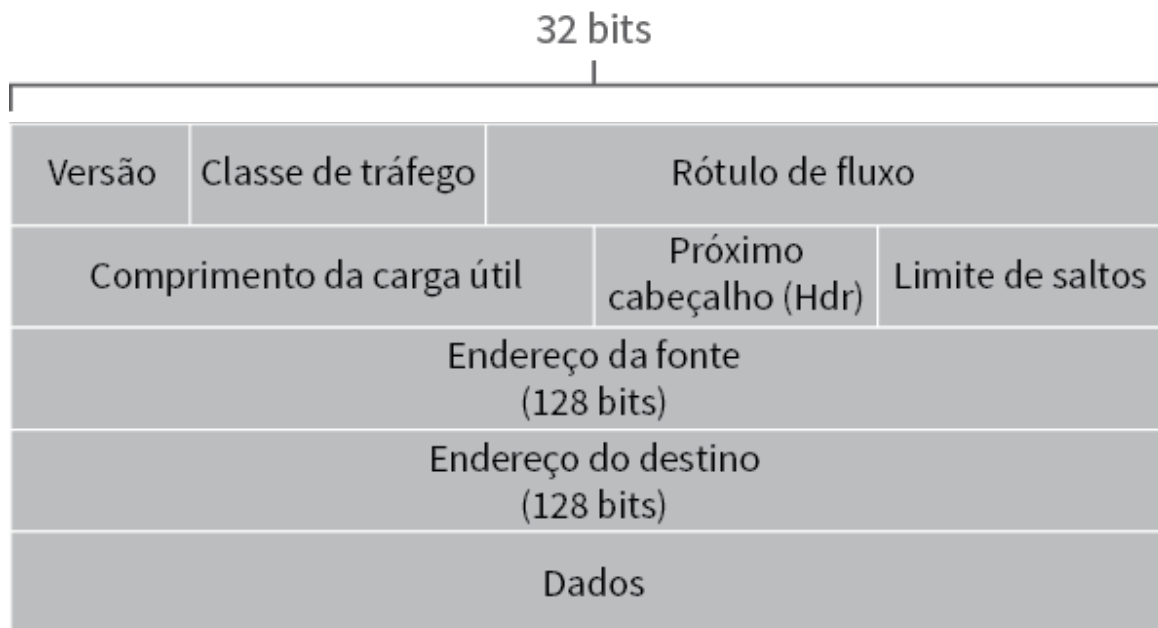 32 bits
Versão
Classe de tráfego
Rótulo de fluxo
Comprimento da carga útil
Próximo
cabeçalho (Hdr)
Limite de saltos
Endereço da fonte
(128 bits)
Endereço do destino
(128 bits)
Dados